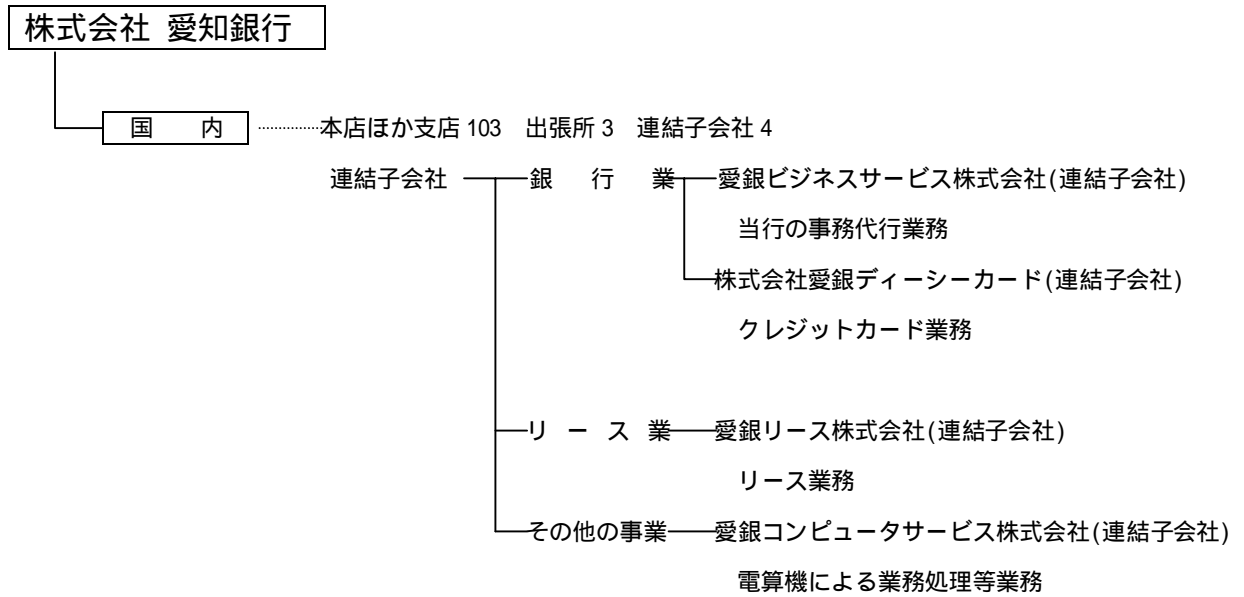 株式会社 愛知銀行
国 内 本店ほか支店 103 出張所 3 連結子会社 4
連結子会社 銀 行 業 愛銀ビジネスサービス株式会社(連結子会社)
当行の事務代行業務
株式会社愛銀ディーシーカード(連結子会社)
クレジットカード業務
リ ー ス 業 愛銀リース株式会社(連結子会社)
リース業務
その他の事業 愛銀コンピュータサービス株式会社(連結子会社)
電算機による業務処理等業務